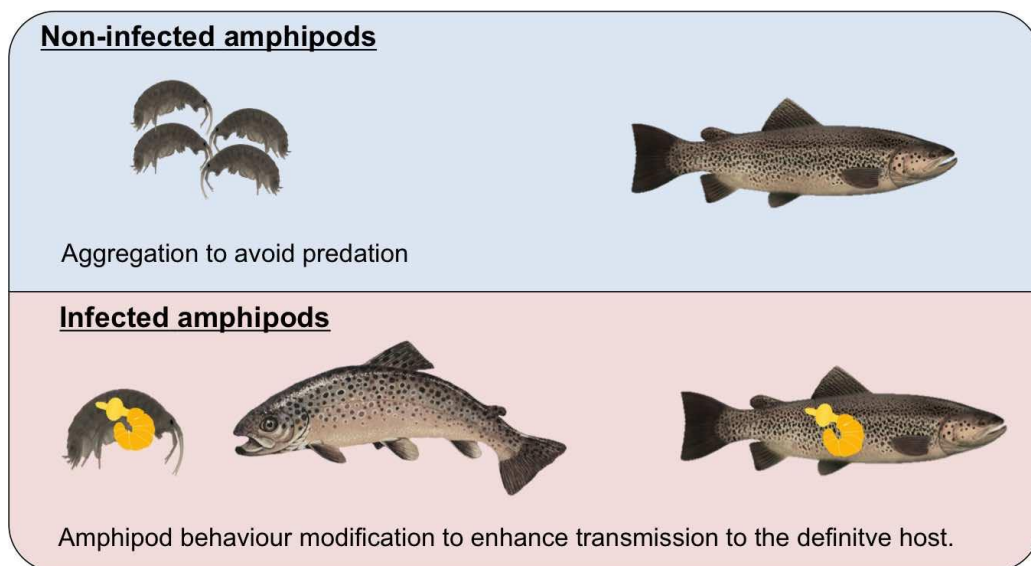 Non-infected amphipods
Aggregation to avoid predation
Infected amphipods
Amphipod behaviour modification to enhance transmission to the definitve host.